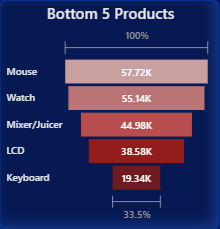 Bottom 5 Products
100%
Mouse 57.72K
Watch 55.14K
Mixer/Juicer 44.98K
LCD 38.58K
Keyboard 19.34K
33.5%